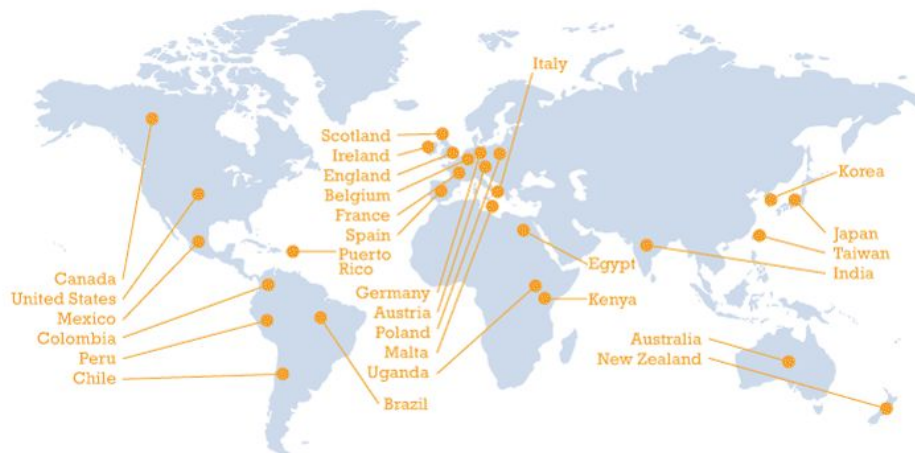 Italy
Scotland
Ireland
England
Belgium
France
Spain
Puerto
Rico
Korea
Japan
Taiwan
India
Egypt
Kenya
Canada
United States
Mexico
Colombia
Peru
Chile
Germany
Austria
Poland
Malta
Uganda
Brazil
Australia
New Zealand